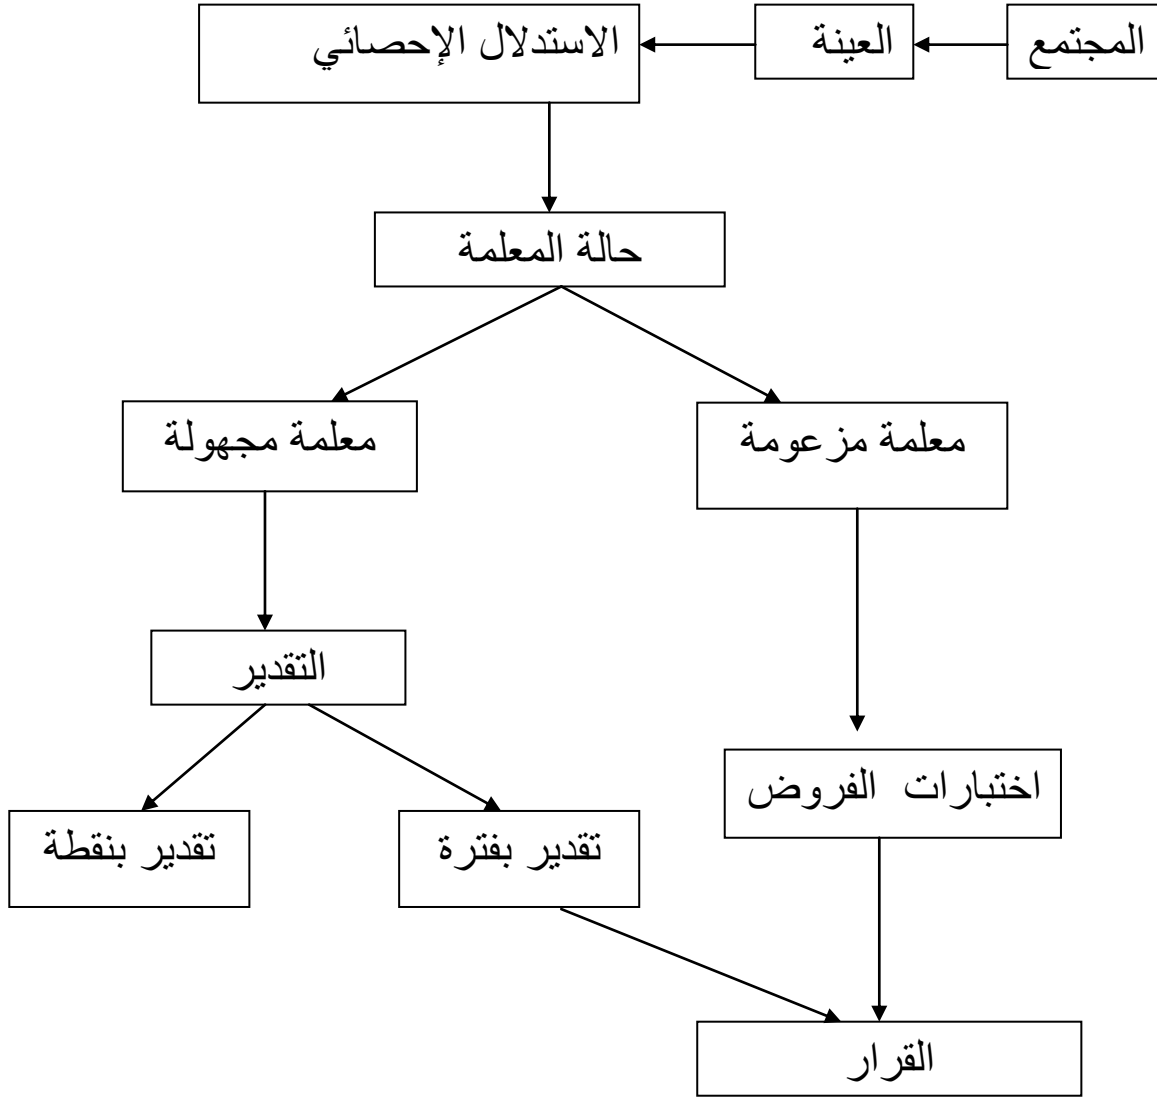 المجتمع
العينة
الاستدلال الإحصائي
حالة المعلمة
معلمة مزعومة
معلمة مجهولة
التقدير
اختبارات الفروض
تقدير بفترة
تقدير بنقطة
القرار